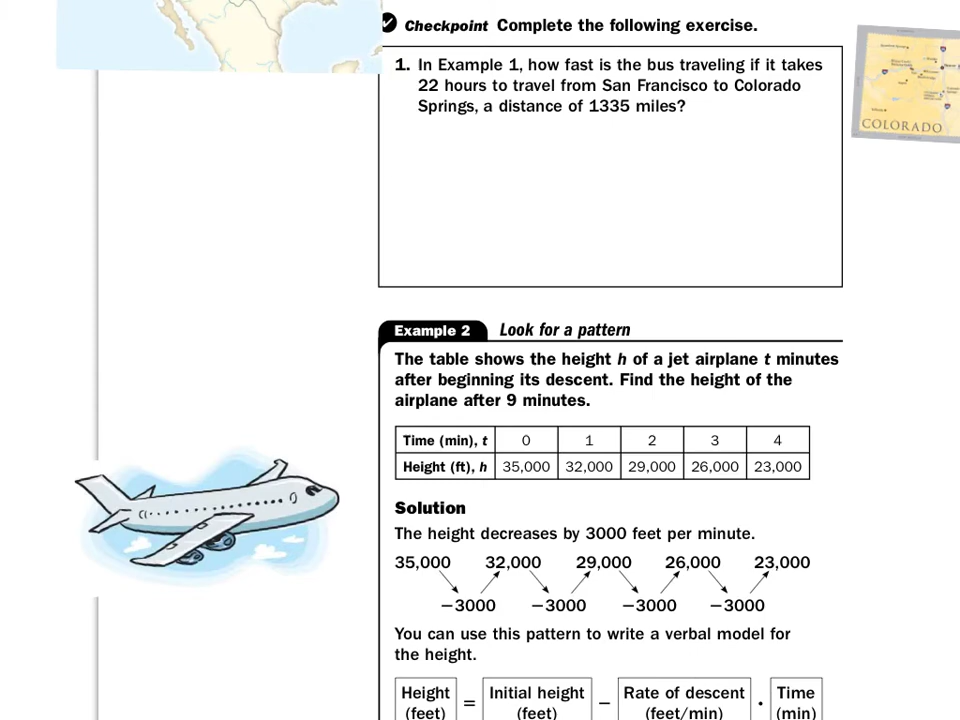 Checkpoint Complete the following exercise.
1. In Example 1, how fast is the bus traveling if it takes
22 hours to travel from San Francisco to Colorado
Springs, a distance of 1335 miles?
COLORADO
Example 2 Look for a pattern
The table shows the height h of a jet airplane t minutes
after beginning its descent. Find the height of the
airplane after 9 minutes.
Time (min), t 0 1 2 3 4
Height (ft), h 35,000 32,000 29,000 26,000 23,000
Solution
The height decreases by 3000 feet per minute.
35,000 32,000 29,000 26,000 23,000
−3000 −3000 −3000 −3000
You can use this pattern to write a verbal model for
the height.
Height = Initial height − Rate of descent · Time
(feet) (feet) (feet/min) (min)